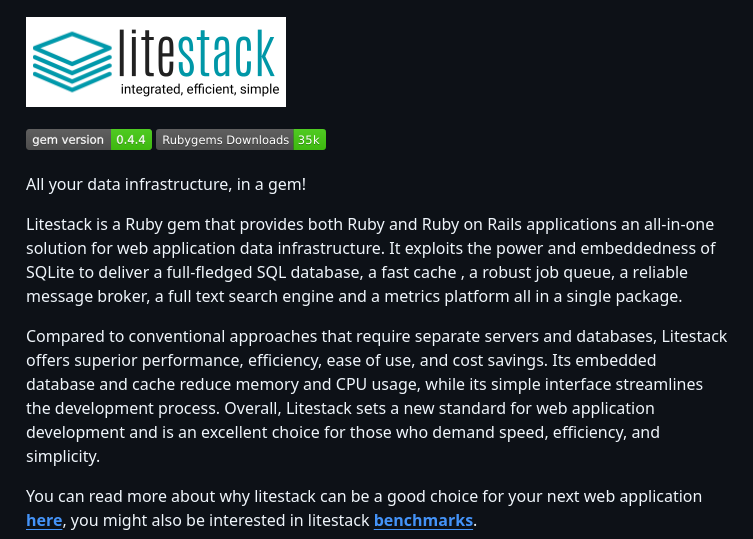 litestack
integrated, efficient, simple
gem version 0.4.4 Rubygems Downloads 35k
All your data infrastructure, in a gem!
Litestack is a Ruby gem that provides both Ruby and Ruby on Rails applications an all-in-one
solution for web application data infrastructure. It exploits the power and embeddedness of
SQLite to deliver a full-fledged SQL database, a fast cache , a robust job queue, a reliable
message broker, a full text search engine and a metrics platform all in a single package.
Compared to conventional approaches that require separate servers and databases, Litestack
offers superior performance, efficiency, ease of use, and cost savings. Its embedded
database and cache reduce memory and CPU usage, while its simple interface streamlines
the development process. Overall, Litestack sets a new standard for web application
development and is an excellent choice for those who demand speed, efficiency, and
simplicity.
You can read more about why litestack can be a good choice for your next web application
here, you might also be interested in litestack benchmarks.